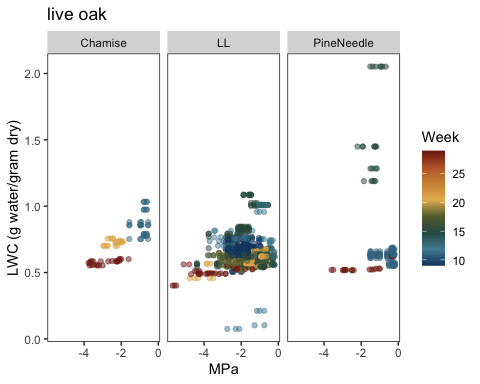 live oak
Chamise LL PineNeedle
LWC (g water/gram dry)
2.0
1.5
1.0
0.5
0.0
-4 -2 0 -4 -2 0 -4 -2 0
MPa
Week
25
20
15
10